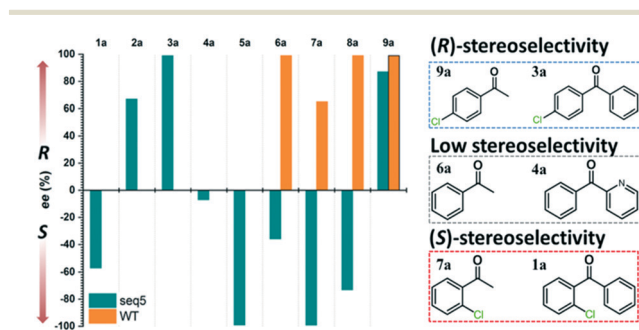 1a 2a 3a 4a 5a 6a 7a 8a 9a
100
80
60
40
20
0
-20
-40
-60
-80
-100
R
ee (%)
S
seq5
WT
(R)-stereoselectivity
9a 3a
O O
Cl Cl
Low stereoselectivity
6a 4a
O O N
(S)-stereoselectivity
7a 1a
O O
Cl Cl